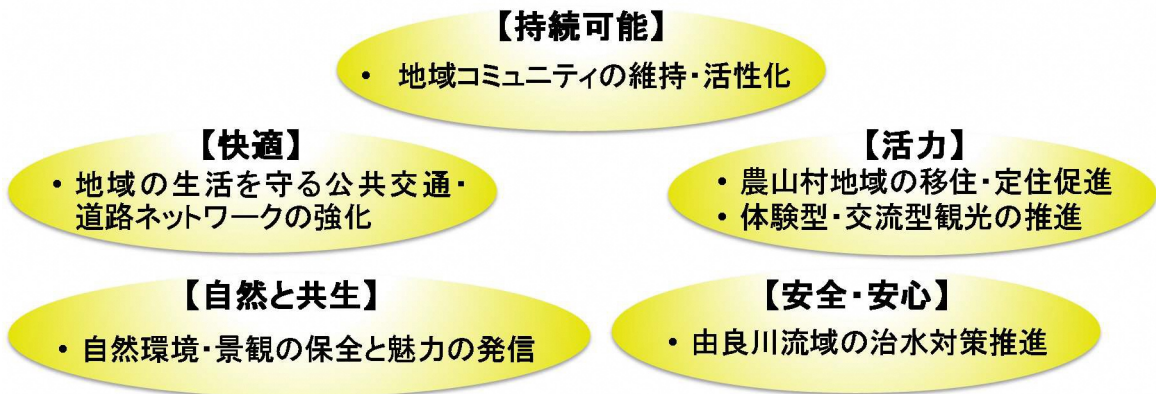 【持続可能】
・ 地域コミュニティの維持・活性化
【快適】
・ 地域の生活を守る公共交通・
道路ネットワークの強化
【活力】
・ 農山村地域の移住・定住促進
・ 体験型・交流型観光の推進
【自然と共生】
・ 自然環境・景観の保全と魅力の発信
【安全・安心】
・ 由良川流域の治水対策推進